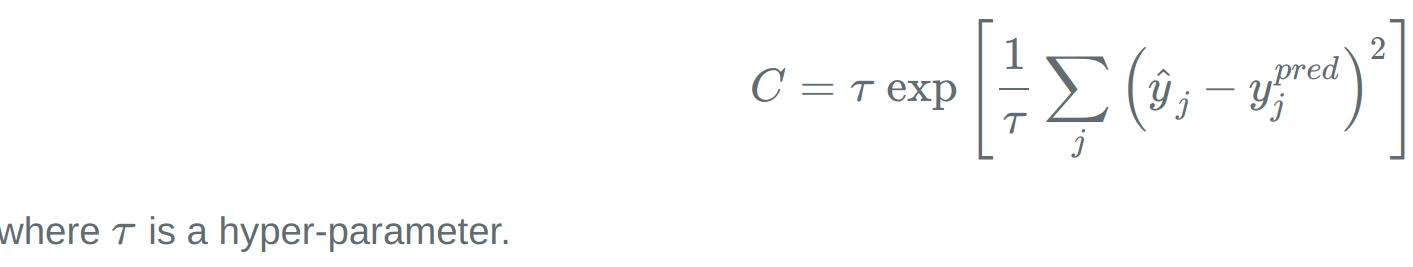 C = τ exp [ 1/τ ∑_j ( ŷ_j − y_j^{pred} )^2 ]
where τ is a hyper-parameter.